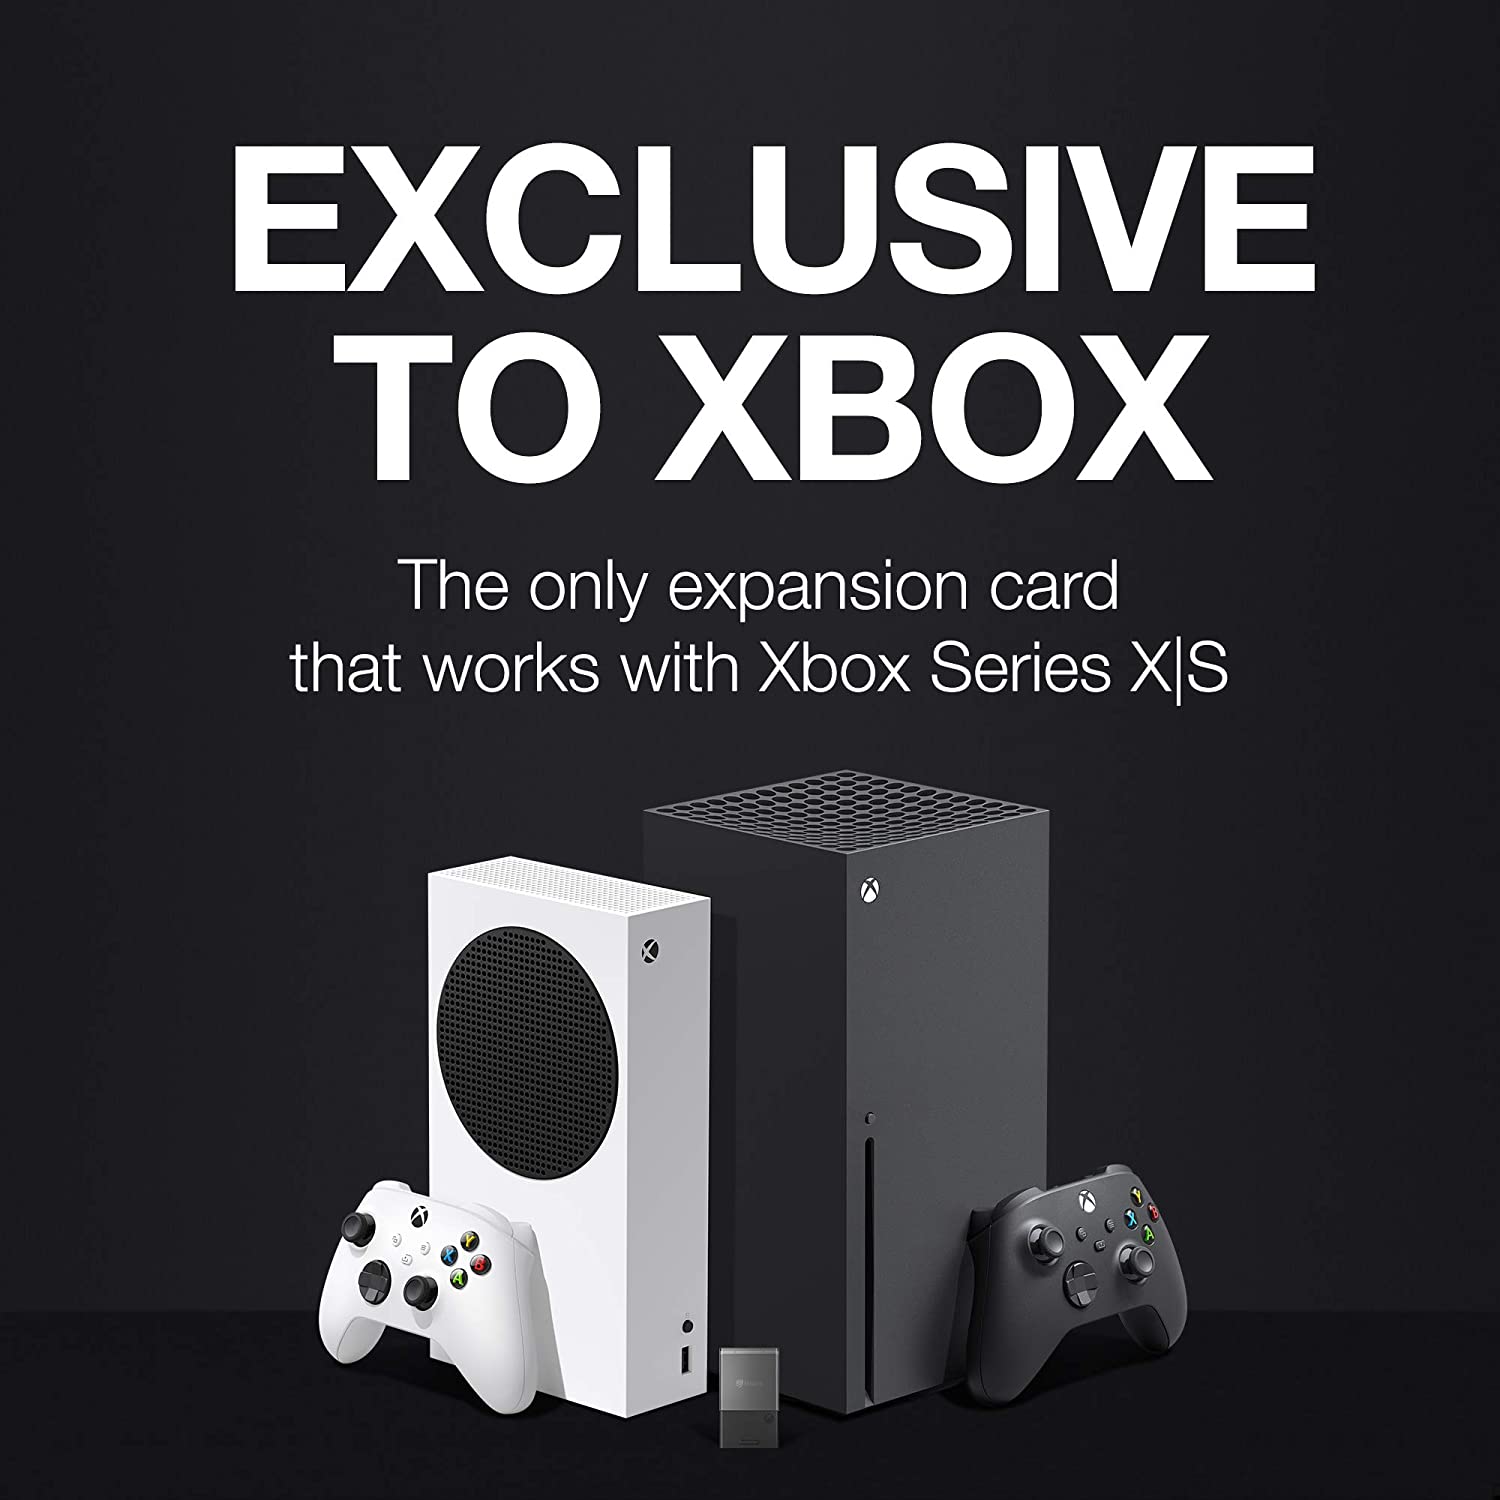 EXCLUSIVE
TO XBOX
The only expansion card
that works with Xbox Series X|S
X Y B A
Y X B A